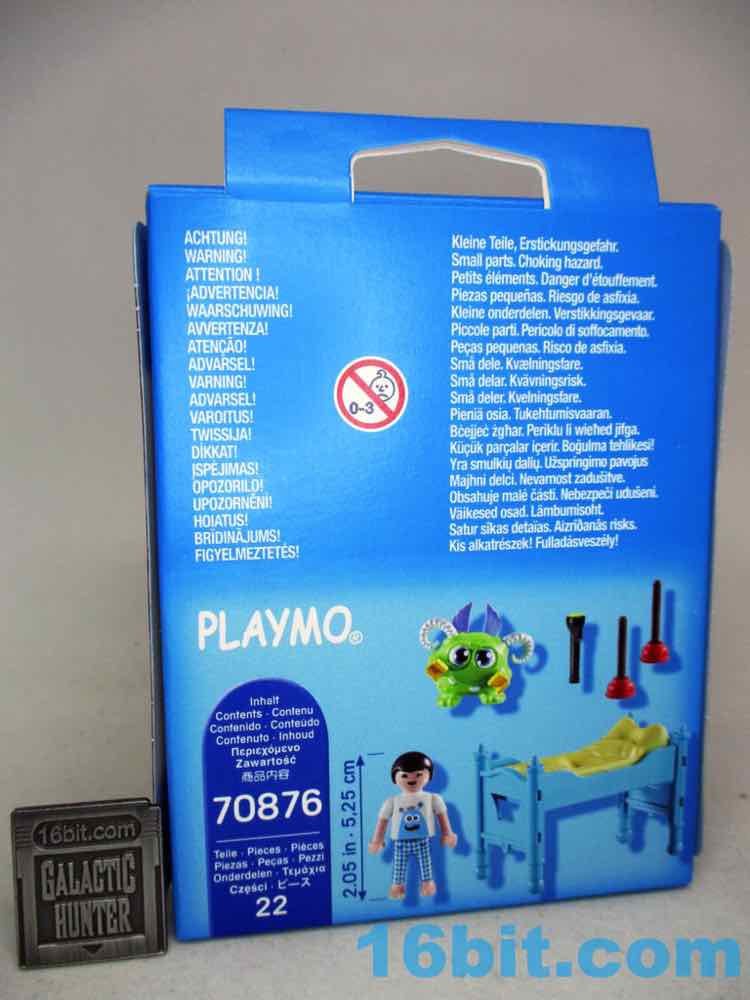 ACHTUNG!
WARNING!
ATTENTION !
¡ADVERTENCIA!
WAARSCHUWING!
AVVERTENZA!
ATENÇÃO!
ADVARSEL!
VARNING!
ADVARSEL!
VAROITUS!
TWISSIJA!
DİKKAT!
ĮSPĖJIMAS!
OPOZORILO!
UPOZORNĚNÍ!
HOIATUS!
BRĪDINĀJUMS!
FIGYELMEZTETÉS!
0-3
Kleine Teile, Erstickungsgefahr.
Small parts. Choking hazard.
Petits éléments. Danger d'étouffement.
Piezas pequeñas. Riesgo de asfixia.
Kleine onderdelen. Verstikkingsgevaar.
Piccole parti. Pericolo di soffocamento.
Peças pequenas. Risco de asfixia.
Små dele. Kvælningsfare.
Små delar. Kvävningsrisk.
Små deler. Kvelningsfare.
Pieniä osia. Tukehtumisvaaran.
Bċejjeċ żgħar. Periklu li wieħed jifga.
Küçük parçalar içerir. Boğulma tehlikesi!
Yra smulkių dalių. Užspringimo pavojus
Majhni delci. Nevarnost zadušitve.
Obsahuje malé části. Nebezpečí udušení.
Väikesed osad. Lämbumisoht.
Satur sīkas detaļas. Aizrīšanās risks.
Kis alkatrészek! Fulladásveszély!
PLAYMO®
Inhalt
Contents · Contenu
Contenido · Conteúdo
Contenuto · Inhoud
Περιεχόμενο
Zawartość
商品内容
70876
Teile · Pieces · Pièces
Piezas · Peças · Pezzi
Onderdelen · Τεμάχια
Części · ピース
22
2.05 in · 5,25 cm
16bit.com
GALACTIC
HUNTER
16bit.com